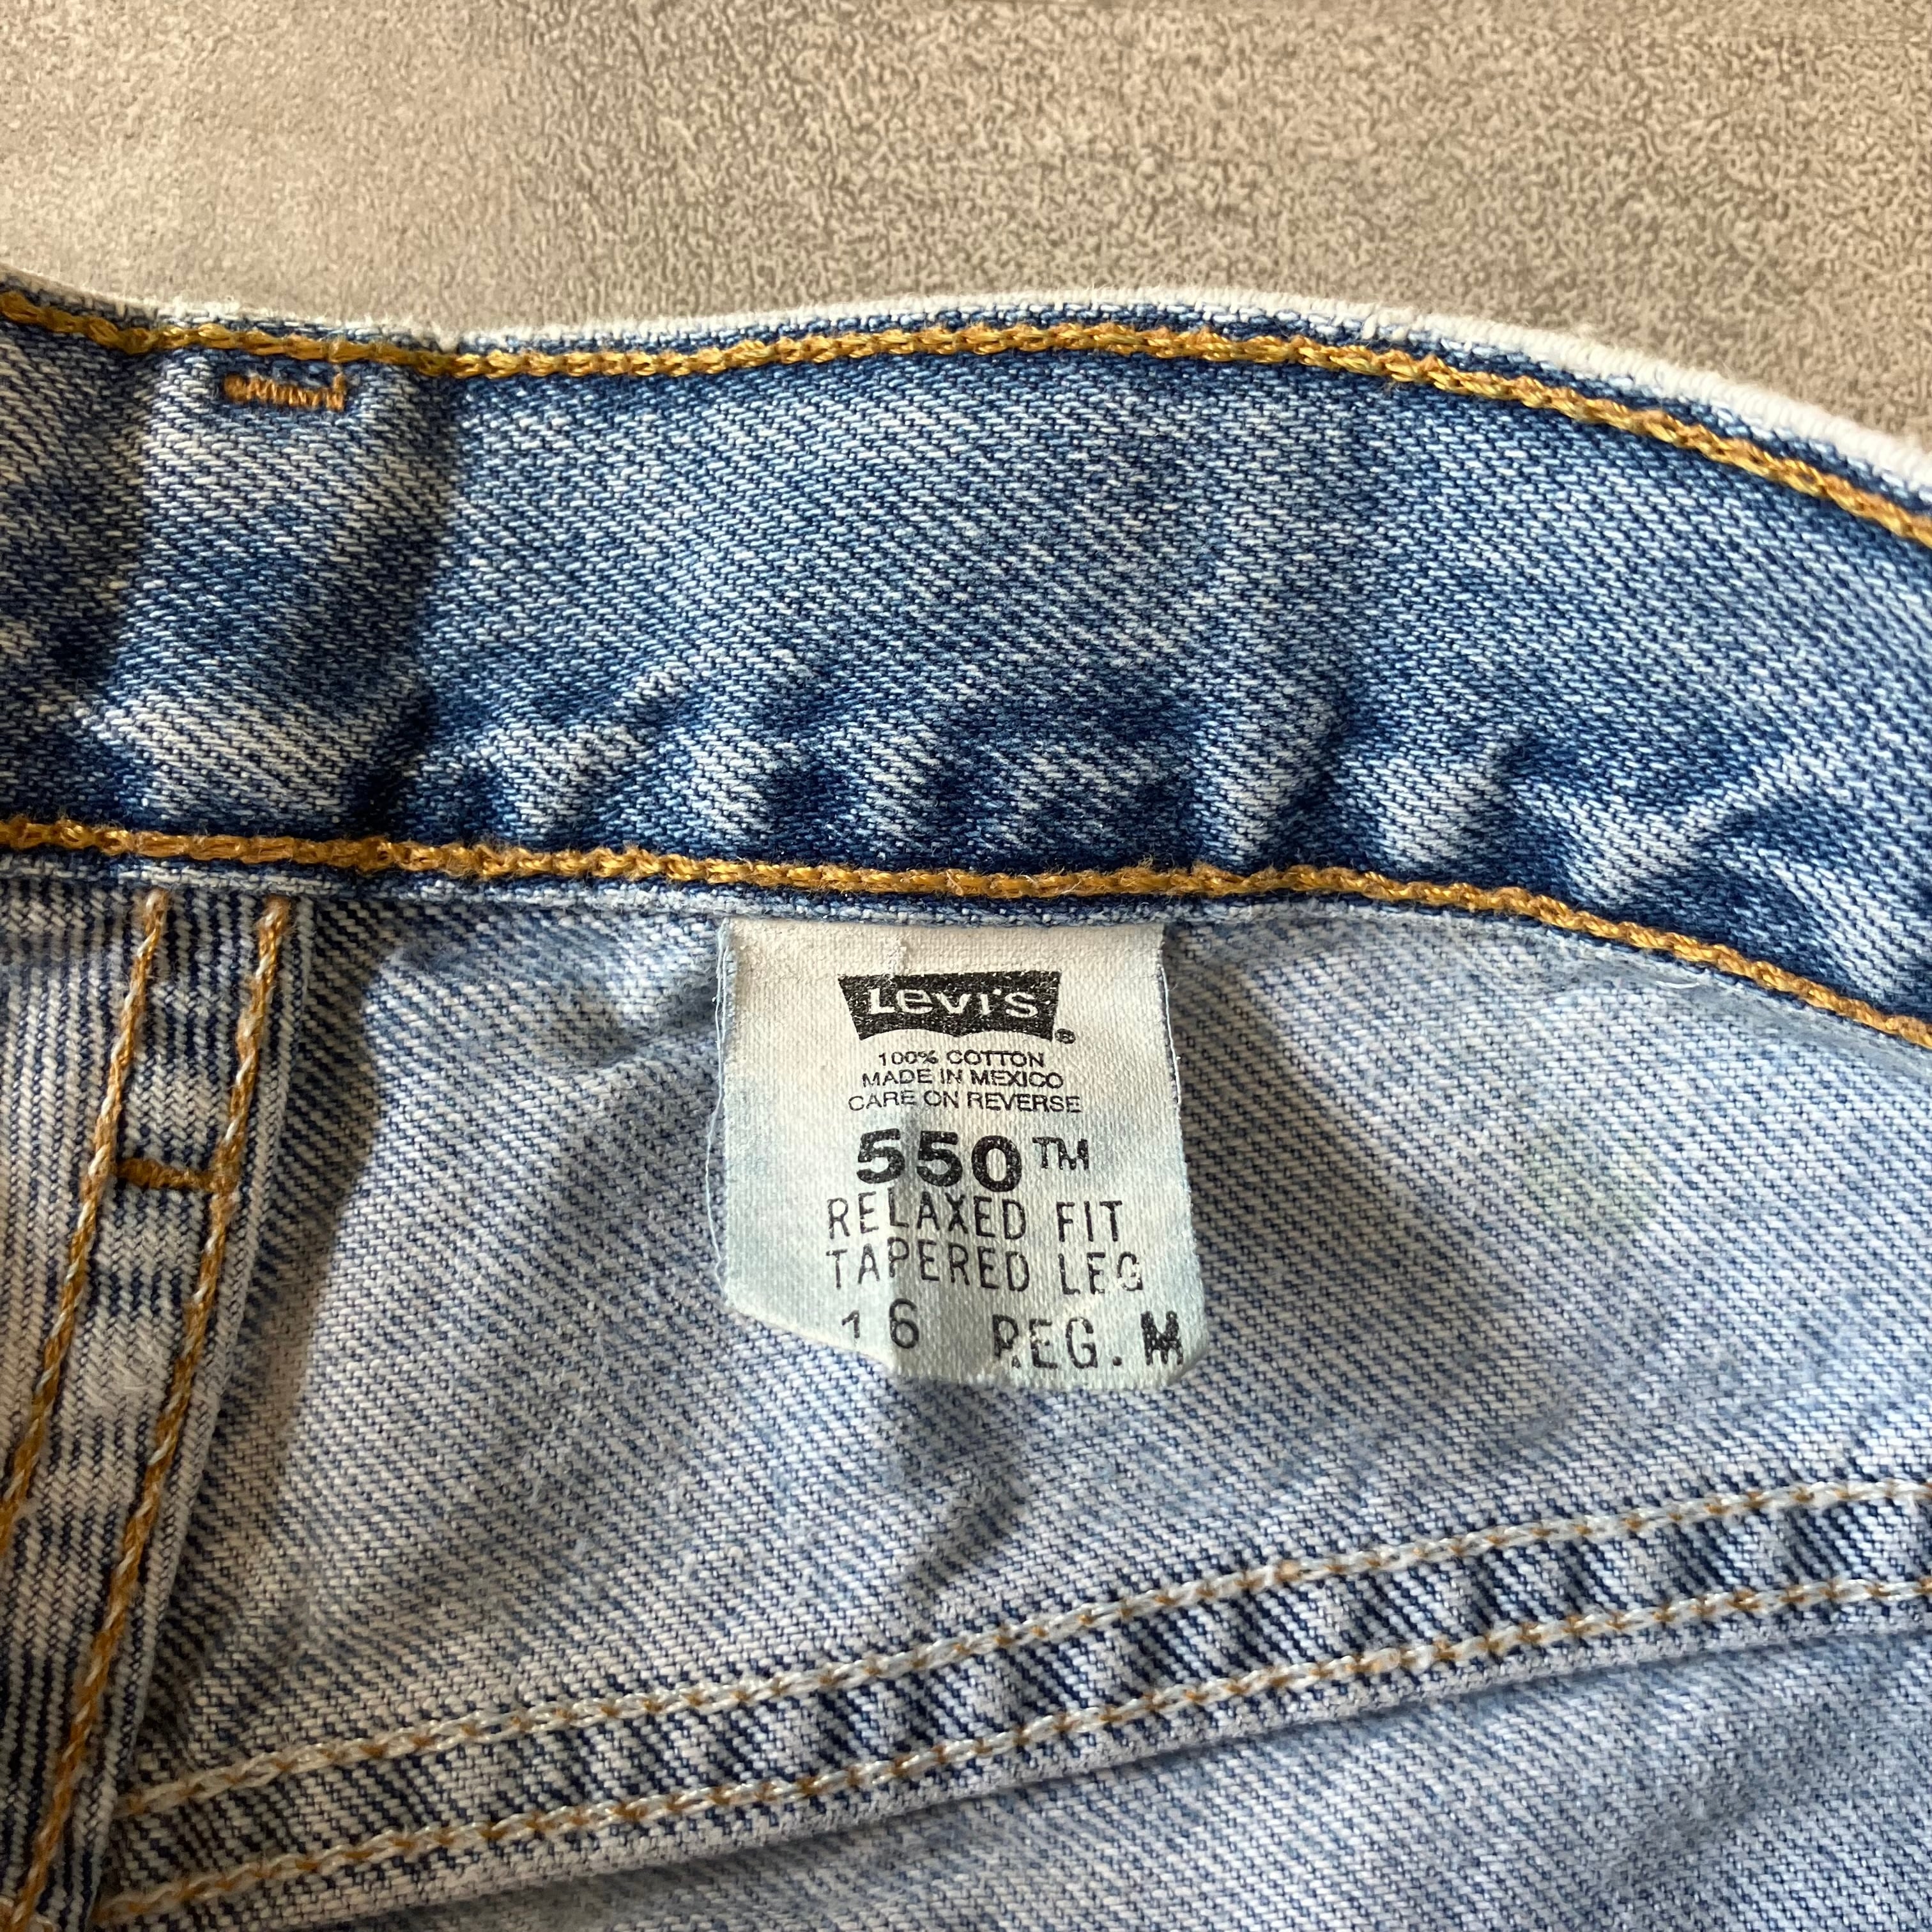 Levi's®
100% COTTON
MADE IN MEXICO
CARE ON REVERSE
550™
RELAXED FIT
TAPERED LEG
16 REG. M